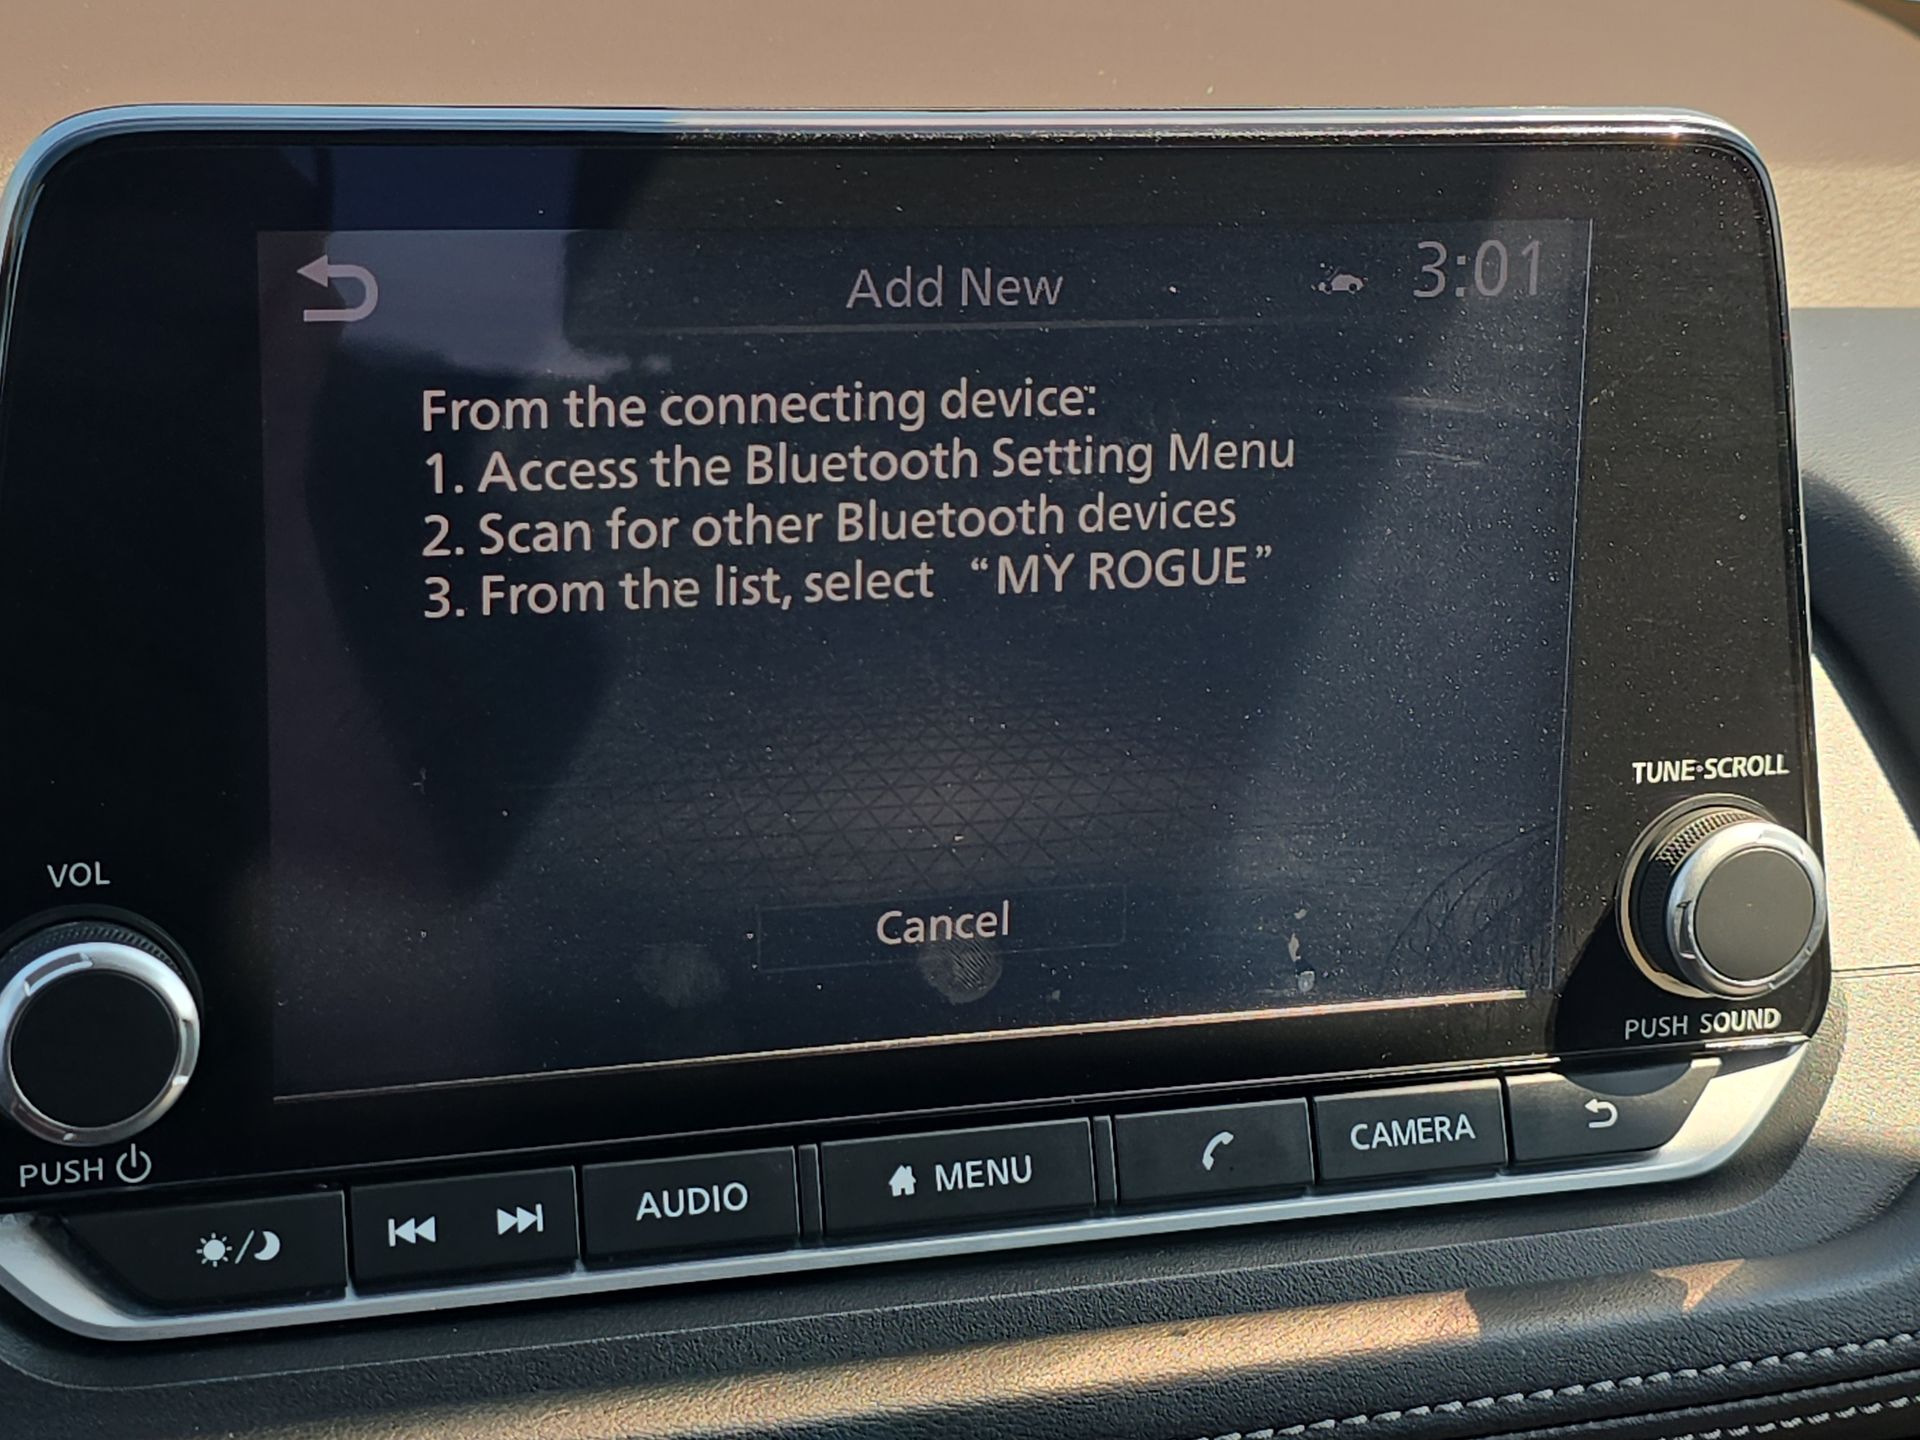 Add New
3:01
From the connecting device:
1. Access the Bluetooth Setting Menu
2. Scan for other Bluetooth devices
3. From the list, select “MY ROGUE”
Cancel
VOL
PUSH
TUNE·SCROLL
PUSH SOUND
AUDIO
MENU
CAMERA